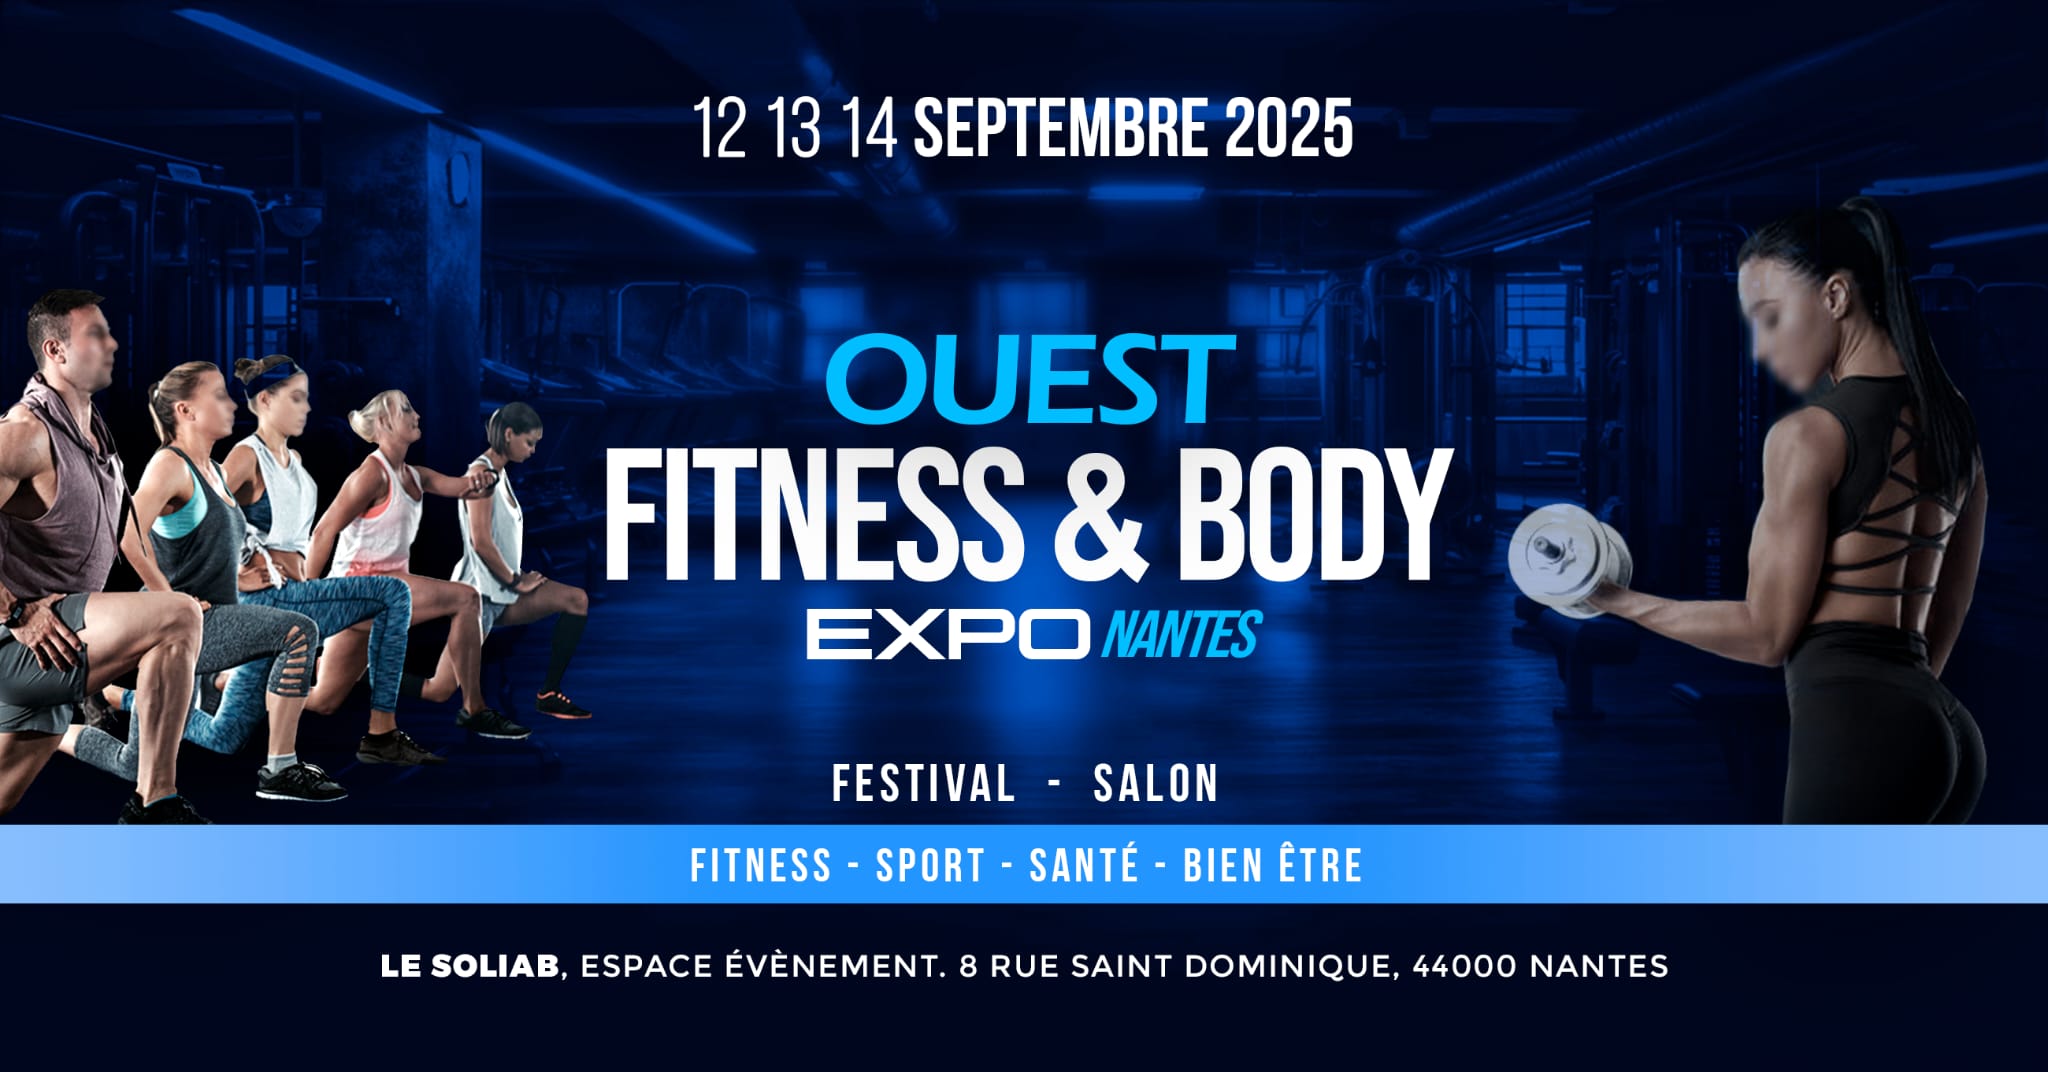 12 13 14 SEPTEMBRE 2025
OUEST
FITNESS & BODY
EXPO NANTES
FESTIVAL - SALON
FITNESS - SPORT - SANTÉ - BIEN ÊTRE
LE SOLIAB, ESPACE ÉVÈNEMENT. 8 RUE SAINT DOMINIQUE, 44000 NANTES